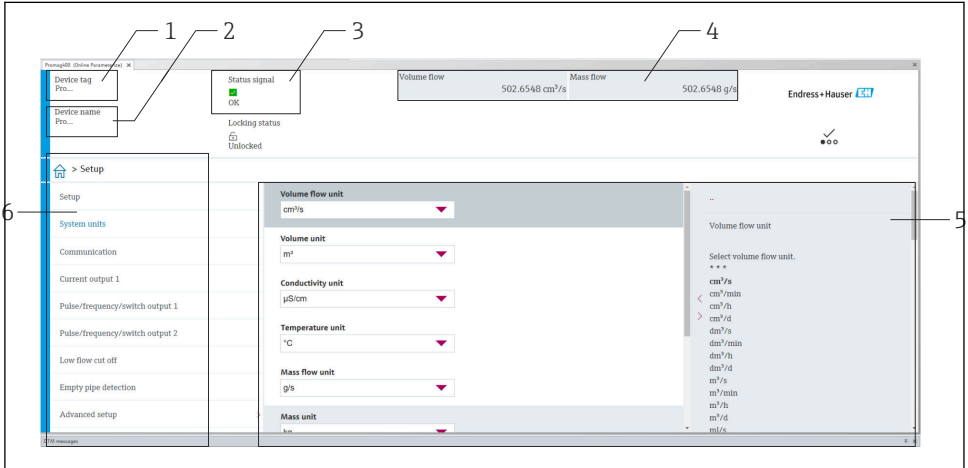 1
2
3
4
Promag400 (Online Parameterize) ×
Device tag
Pro...
Device name
Pro...
Status signal
OK
Locking status
Unlocked
Volume flow
502.6548 cm³/s
Mass flow
502.6548 g/s
Endress+Hauser EH
> Setup
6
5
Setup
System units
Communication
Current output 1
Pulse/frequency/switch output 1
Pulse/frequency/switch output 2
Low flow cut off
Empty pipe detection
Advanced setup
Volume flow unit
cm³/s
Volume unit
m³
Conductivity unit
µS/cm
Temperature unit
°C
Mass flow unit
g/s
Mass unit
kg
..
Volume flow unit
Select volume flow unit.
* * *
cm³/s
cm³/min
cm³/h
cm³/d
dm³/s
dm³/min
dm³/h
dm³/d
m³/s
m³/min
m³/h
m³/d
ml/s
DTM messages